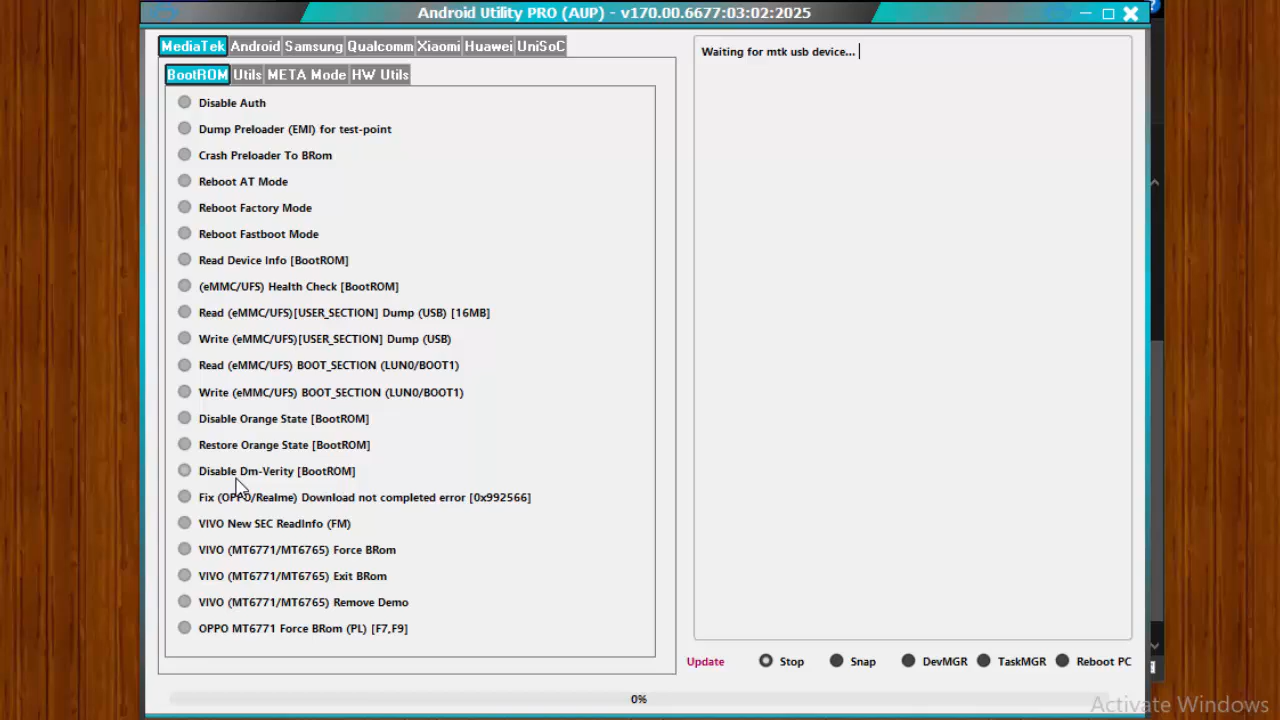 Android Utility PRO (AUP) - v170.00.6677:03:02:2025
MediaTek Android Samsung Qualcomm Xiaomi Huawei UniSoC
BootROM Utils META Mode HW Utils
Disable Auth
Dump Preloader (EMI) for test-point
Crash Preloader To BRom
Reboot AT Mode
Reboot Factory Mode
Reboot Fastboot Mode
Read Device Info [BootROM]
(eMMC/UFS) Health Check [BootROM]
Read (eMMC/UFS)[USER_SECTION] Dump (USB) [16MB]
Write (eMMC/UFS)[USER_SECTION] Dump (USB)
Read (eMMC/UFS) BOOT_SECTION (LUN0/BOOT1)
Write (eMMC/UFS) BOOT_SECTION (LUN0/BOOT1)
Disable Orange State [BootROM]
Restore Orange State [BootROM]
Disable Dm-Verity [BootROM]
Fix (OPPO/Realme) Download not completed error [0x992566]
VIVO New SEC ReadInfo (FM)
VIVO (MT6771/MT6765) Force BRom
VIVO (MT6771/MT6765) Exit BRom
VIVO (MT6771/MT6765) Remove Demo
OPPO MT6771 Force BRom (PL) [F7,F9]
Waiting for mtk usb device...
Update Stop Snap DevMGR TaskMGR Reboot PC
0%
Activate Windows